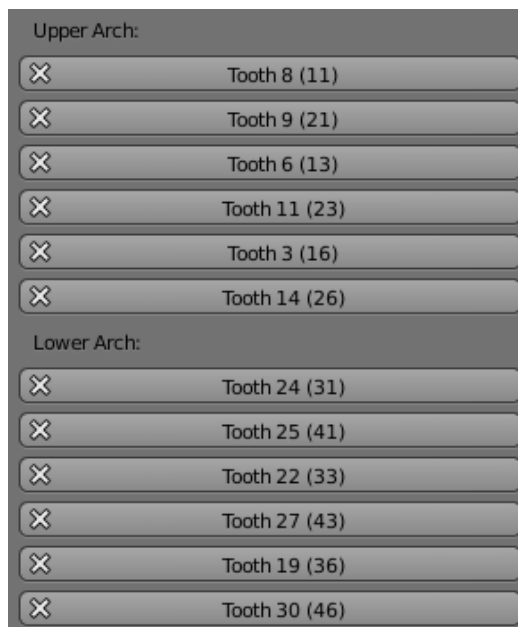 Upper Arch:
Tooth 8 (11)
Tooth 9 (21)
Tooth 6 (13)
Tooth 11 (23)
Tooth 3 (16)
Tooth 14 (26)
Lower Arch:
Tooth 24 (31)
Tooth 25 (41)
Tooth 22 (33)
Tooth 27 (43)
Tooth 19 (36)
Tooth 30 (46)